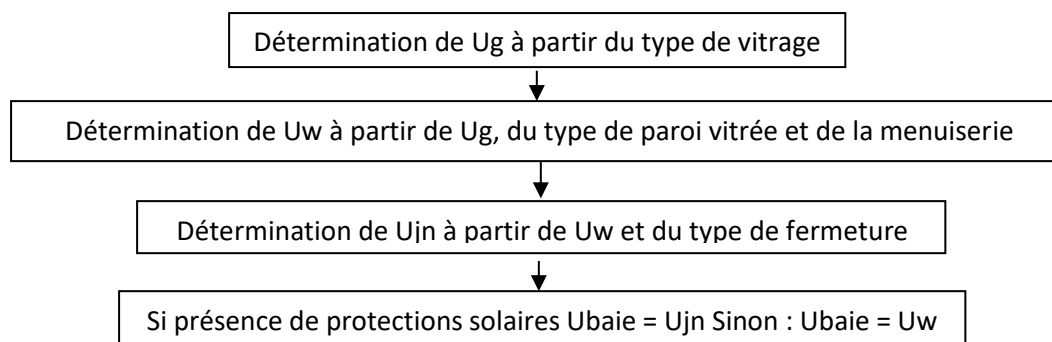 Détermination de Ug à partir du type de vitrage
Détermination de Uw à partir de Ug, du type de paroi vitrée et de la menuiserie
Détermination de Ujn à partir de Uw et du type de fermeture
Si présence de protections solaires Ubaie = Ujn Sinon : Ubaie = Uw